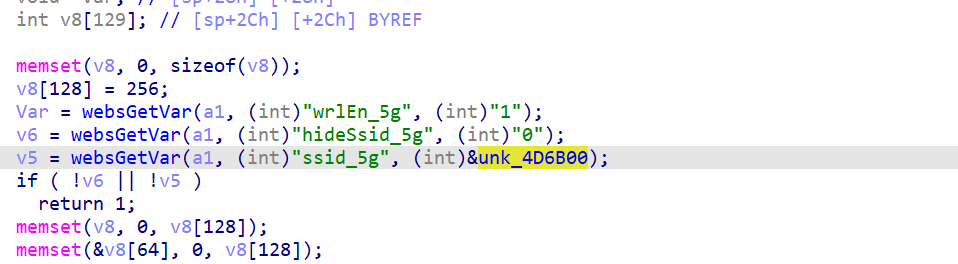 int v8[129]; // [sp+2Ch] [+2Ch] BYREF
memset(v8, 0, sizeof(v8));
v8[128] = 256;
Var = websGetVar(a1, (int)"wrlEn_5g", (int)"1");
v6 = websGetVar(a1, (int)"hideSsid_5g", (int)"0");
v5 = websGetVar(a1, (int)"ssid_5g", (int)&unk_4D6B00);
if ( !v6 || !v5 )
return 1;
memset(v8, 0, v8[128]);
memset(&v8[64], 0, v8[128]);